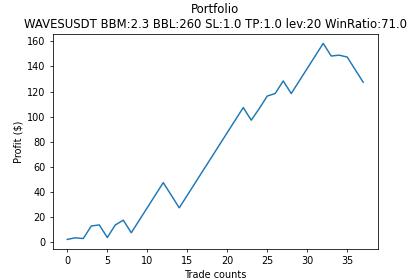 Portfolio
WAVESUSDT BBM:2.3 BBL:260 SL:1.0 TP:1.0 lev:20 WinRatio:71.0
160
140
120
100
80
60
40
20
0
Profit ($)
0 5 10 15 20 25 30 35
Trade counts